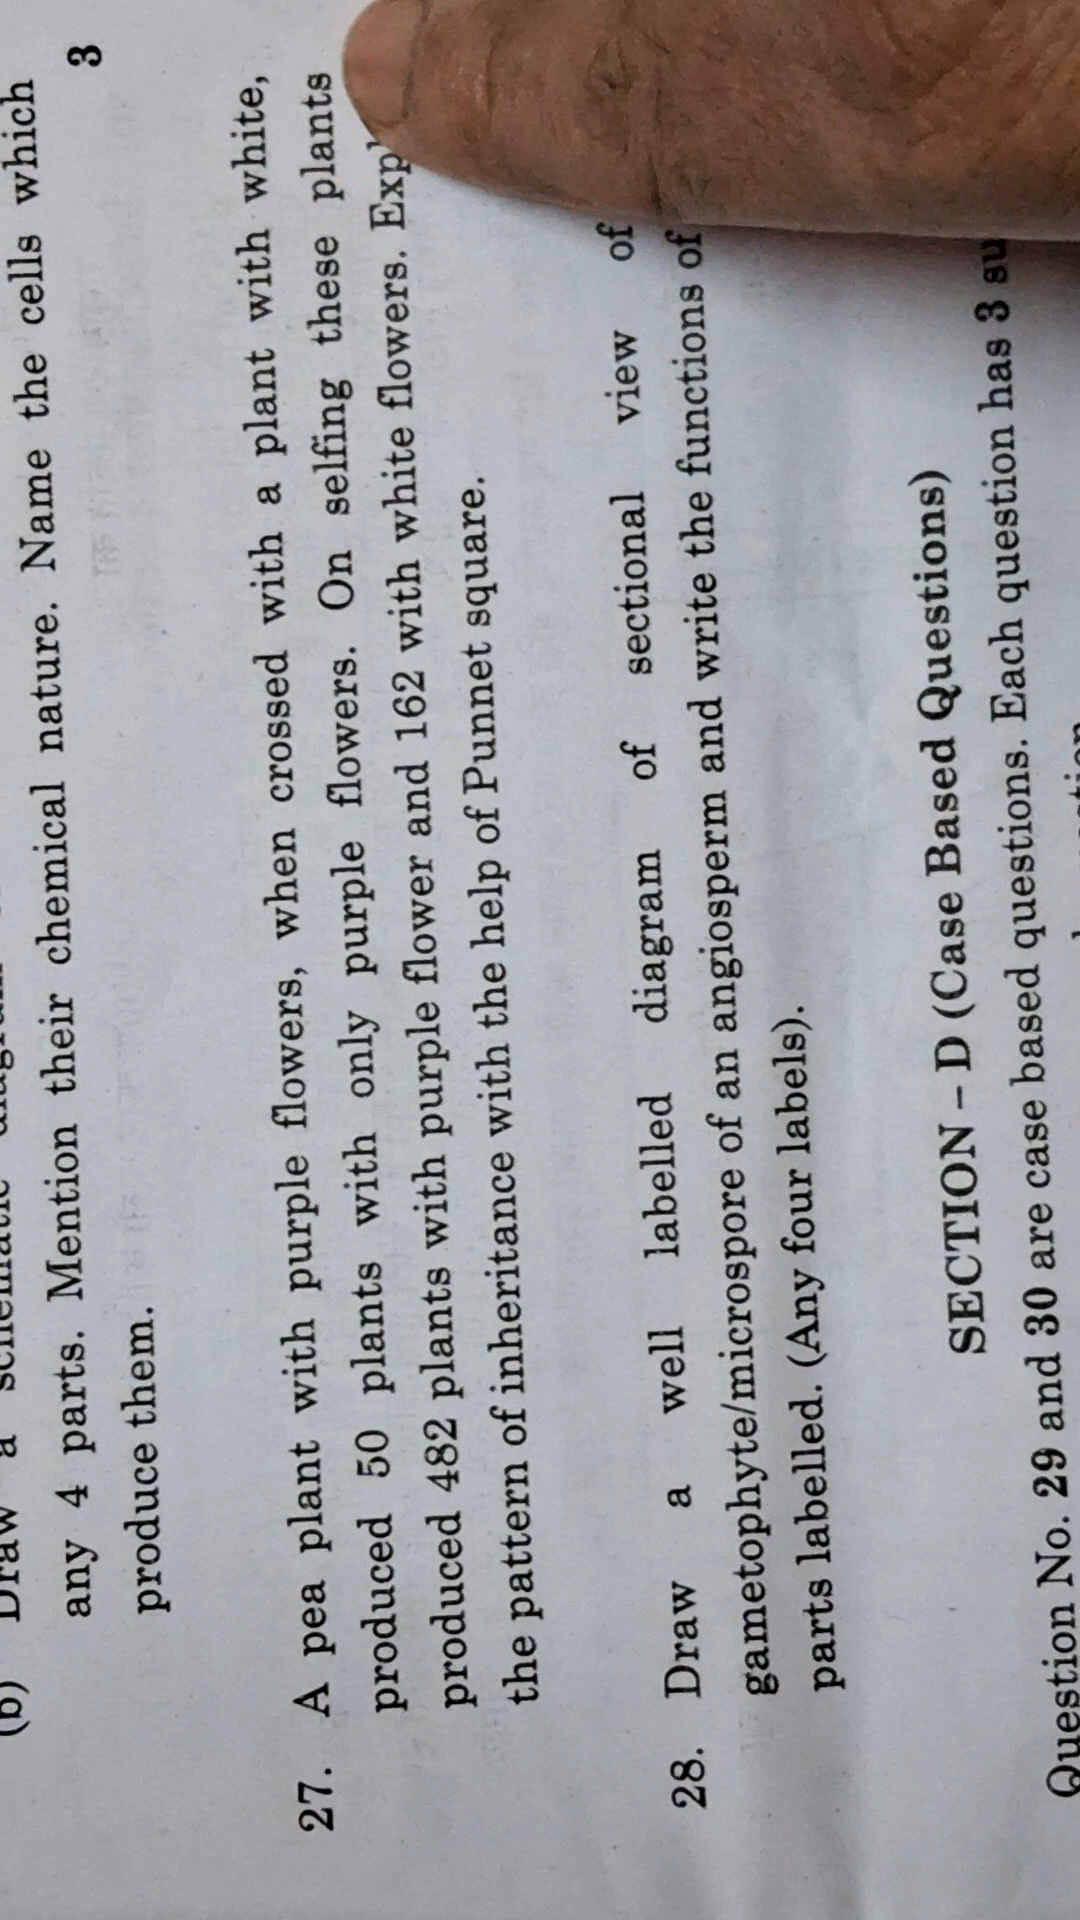 (b) Draw a schematic
any 4 parts. Mention their chemical nature. Name the cells which
produce them. 3
27. A pea plant with purple flowers, when crossed with a plant with white,
produced 50 plants with only purple flowers. On selfing these plants
produced 482 plants with purple flower and 162 with white flowers.
the pattern of inheritance with the help of Punnet square.
28. Draw a well labelled diagram of sectional view of
gametophyte/microspore of an angiosperm and write the functions of
parts labelled. (Any four labels).
SECTION – D (Case Based Questions)
Question No. 29 and 30 are case based questions. Each question has 3